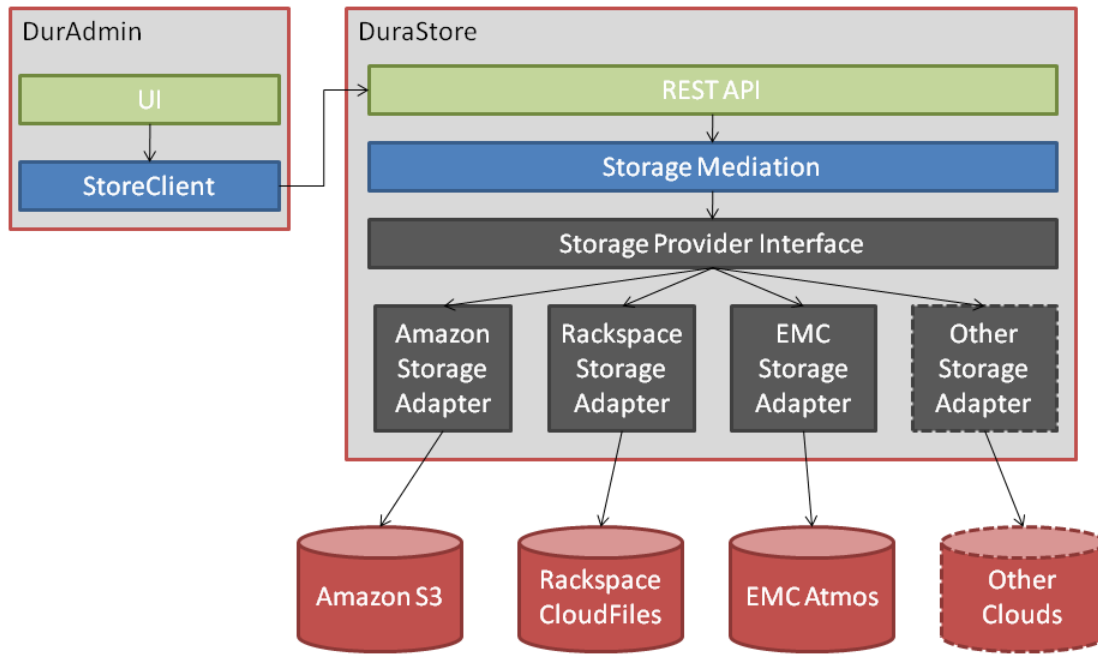 DurAdmin
UI
StoreClient
DuraStore
REST API
Storage Mediation
Storage Provider Interface
Amazon
Storage
Adapter
Rackspace
Storage
Adapter
EMC
Storage
Adapter
Other
Storage
Adapter
Amazon S3
Rackspace
CloudFiles
EMC Atmos
Other
Clouds